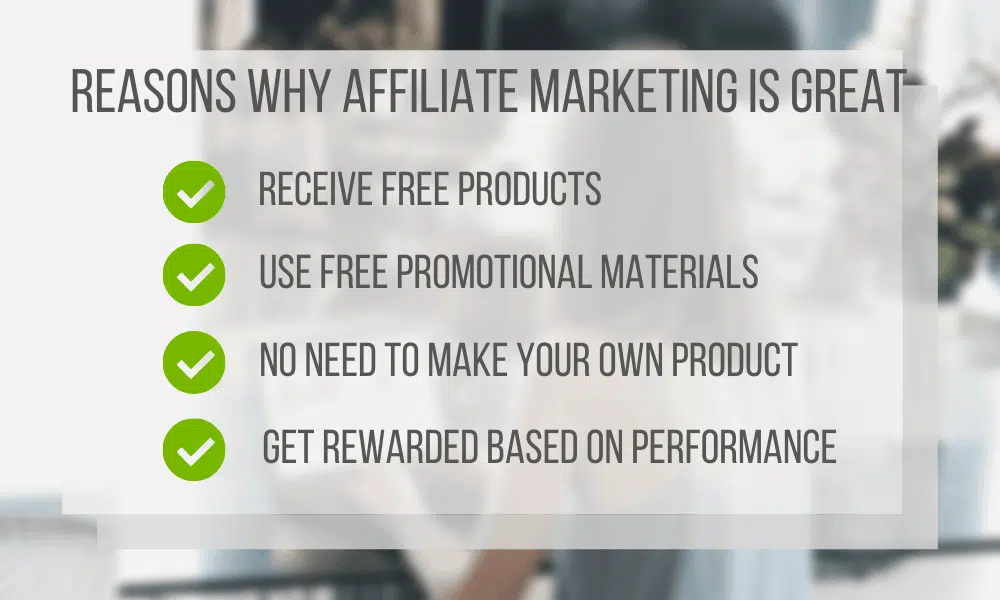 REASONS WHY AFFILIATE MARKETING IS GREAT
RECEIVE FREE PRODUCTS
USE FREE PROMOTIONAL MATERIALS
NO NEED TO MAKE YOUR OWN PRODUCT
GET REWARDED BASED ON PERFORMANCE